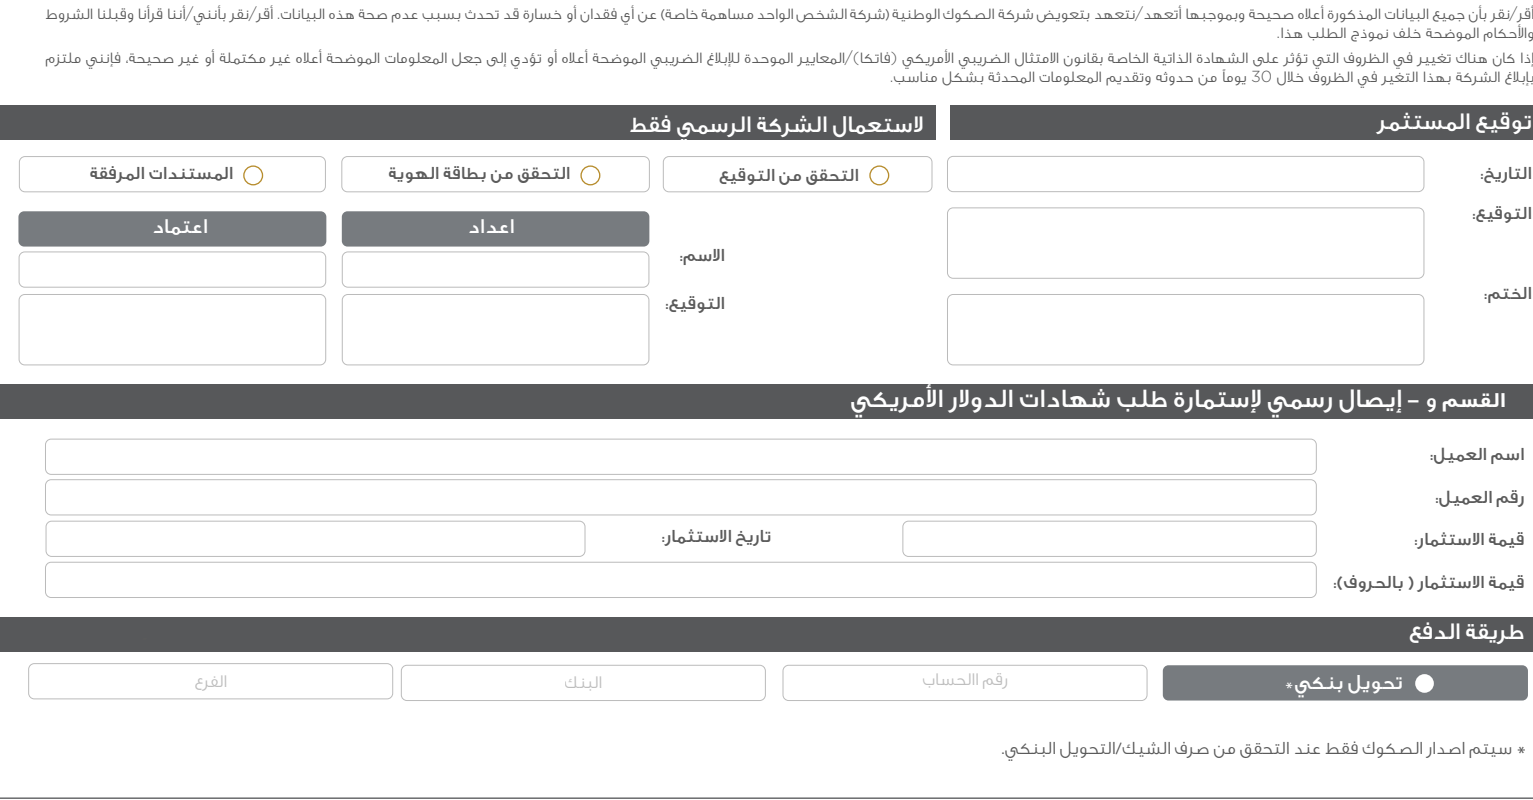 أقر/نقر بأن جميع البيانات المذكورة أعلاه صحيحة وبموجبها أتعهد/نتعهد بتعويض شركة الصكوك الوطنية (شركة الشخص الواحد مساهمة خاصة) عن أي فقدان أو خسارة قد تحدث بسبب عدم صحة هذه البيانات. أقر/نقر بأنني/أننا قرأنا وقبلنا الشروط
والأحكام الموضحة خلف نموذج الطلب هذا.
إذا كان هناك تغيير في الظروف التي تؤثر على الشهادة الذاتية الخاصة بقانون الامتثال الضريبي الأمريكي (فاتكا)/المعايير الموحدة للإبلاغ الضريبي الموضحة أعلاه أو تؤدي إلى جعل المعلومات الموضحة أعلاه غير مكتملة أو غير صحيحة، فإنني ملتزم
بإبلاغ الشركة بهذا التغير في الظروف خلال 30 يوماً من حدوثه وتقديم المعلومات المحدثة بشكل مناسب.
توقيع المستثمر
التاريخ:
التوقيع:
الختم:
لاستعمال الشركة الرسمي فقط
التحقق من التوقيع
التحقق من بطاقة الهوية
المستندات المرفقة
اعداد
اعتماد
الاسم:
التوقيع:
القسم و - إيصال رسمي لإستمارة طلب شهادات الدولار الأمريكي
اسم العميل:
رقم العميل:
قيمة الاستثمار:
تاريخ الاستثمار:
قيمة الاستثمار ( بالحروف):
طريقة الدفع
تحويل بنكي*
رقم االحساب
البنك
الفرع
* سيتم اصدار الصكوك فقط عند التحقق من صرف الشيك/التحويل البنكي.